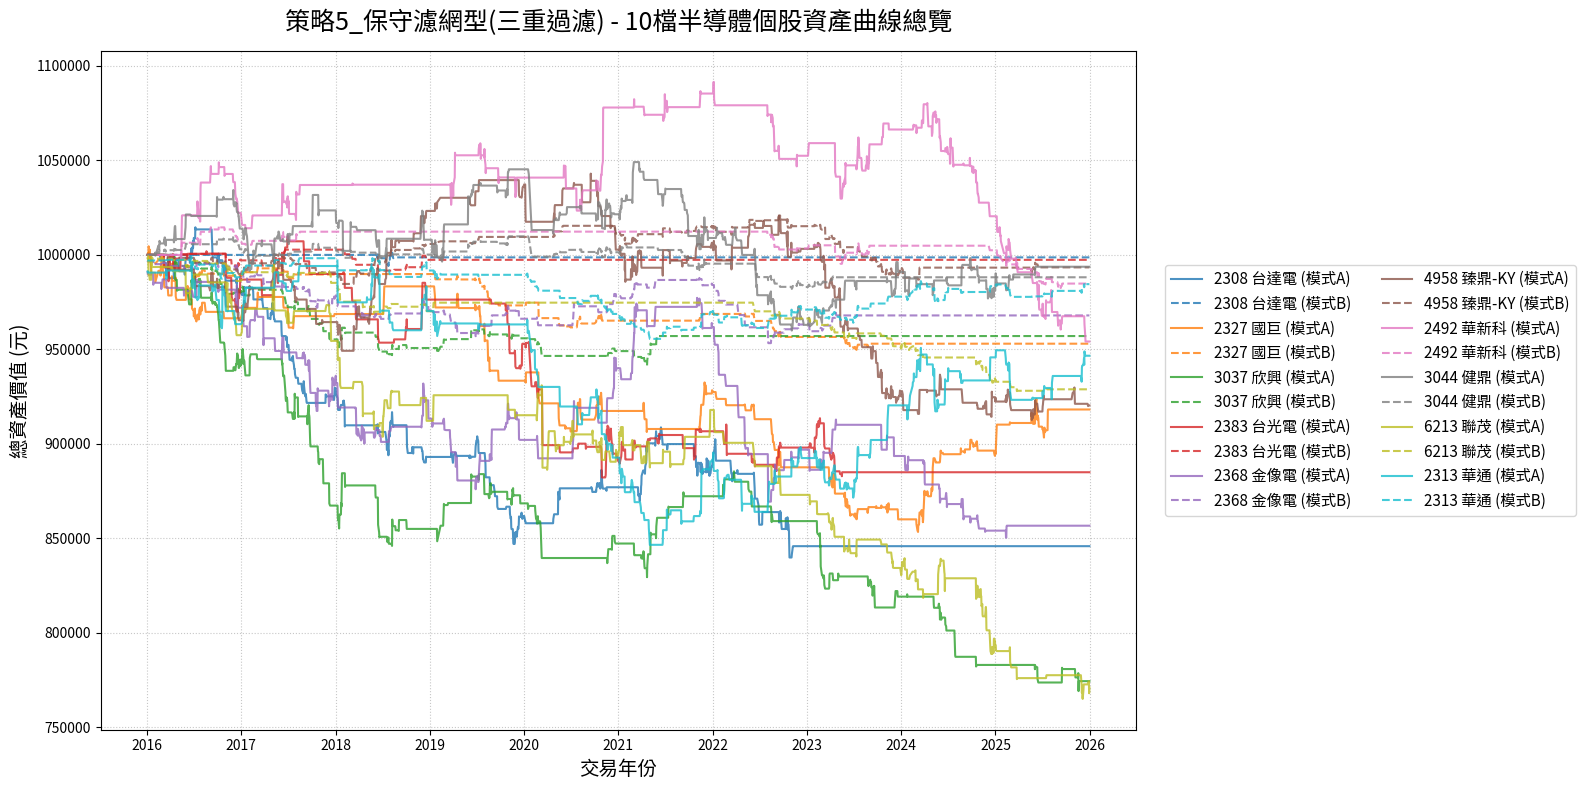 策略5_保守濾網型(三重過濾) - 10檔半導體個股資產曲線總覽
總資產價值 (元)
1100000
1050000
1000000
950000
900000
850000
800000
750000
2016 2017 2018 2019 2020 2021 2022 2023 2024 2025 2026
交易年份
2308 台達電 (模式A)
2308 台達電 (模式B)
2327 國巨 (模式A)
2327 國巨 (模式B)
3037 欣興 (模式A)
3037 欣興 (模式B)
2383 台光電 (模式A)
2383 台光電 (模式B)
2368 金像電 (模式A)
2368 金像電 (模式B)
4958 臻鼎-KY (模式A)
4958 臻鼎-KY (模式B)
2492 華新科 (模式A)
2492 華新科 (模式B)
3044 健鼎 (模式A)
3044 健鼎 (模式B)
6213 聯茂 (模式A)
6213 聯茂 (模式B)
2313 華通 (模式A)
2313 華通 (模式B)